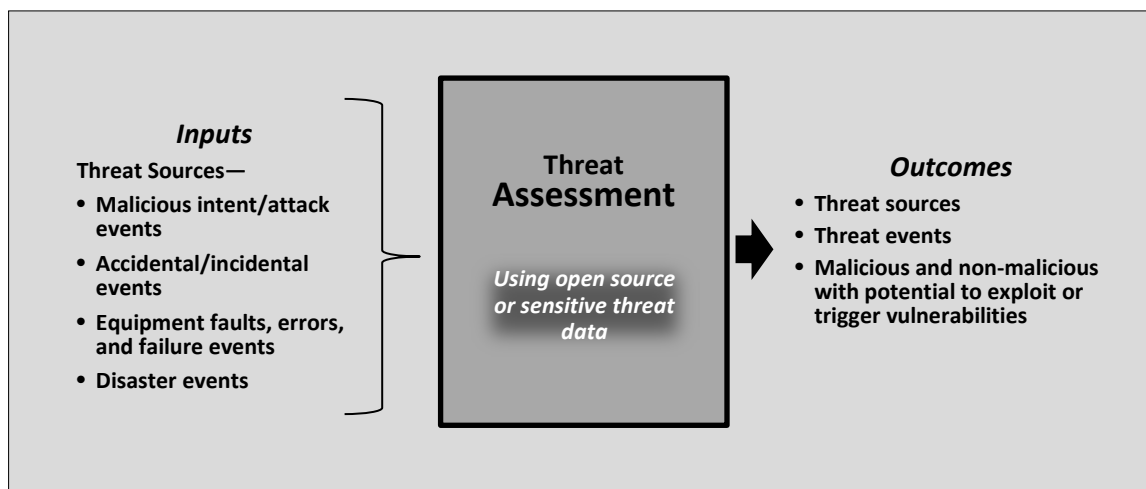 Inputs
Threat Sources—
• Malicious intent/attack
events
• Accidental/incidental
events
• Equipment faults, errors,
and failure events
• Disaster events
Threat
Assessment
Using open source
or sensitive threat
data
Outcomes
• Threat sources
• Threat events
• Malicious and non-malicious
with potential to exploit or
trigger vulnerabilities